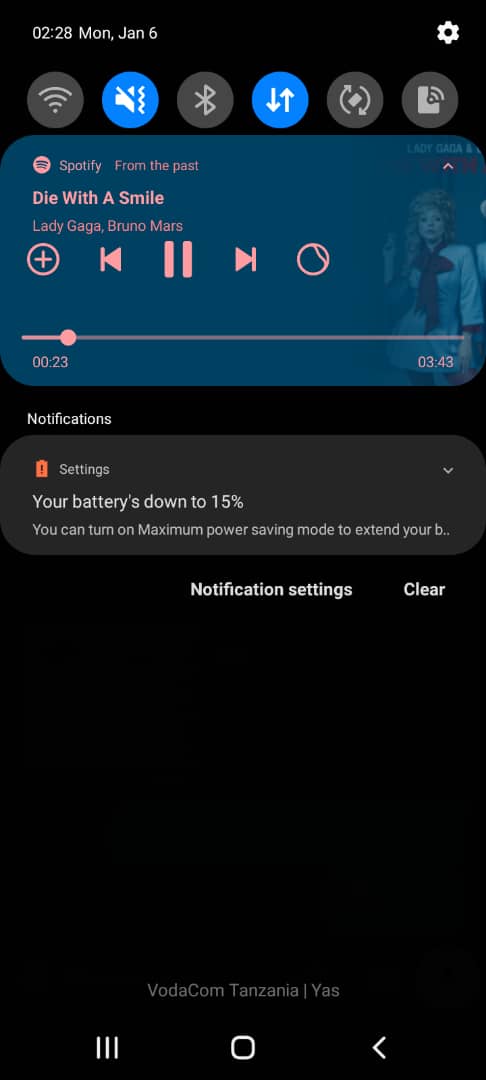 02:28 Mon, Jan 6
LADY GAGA &
Spotify From the past
Die With A Smile
Lady Gaga, Bruno Mars
00:23
03:43
Notifications
Settings
Your battery's down to 15%
You can turn on Maximum power saving mode to extend your b..
Notification settings Clear
VodaCom Tanzania | Yas